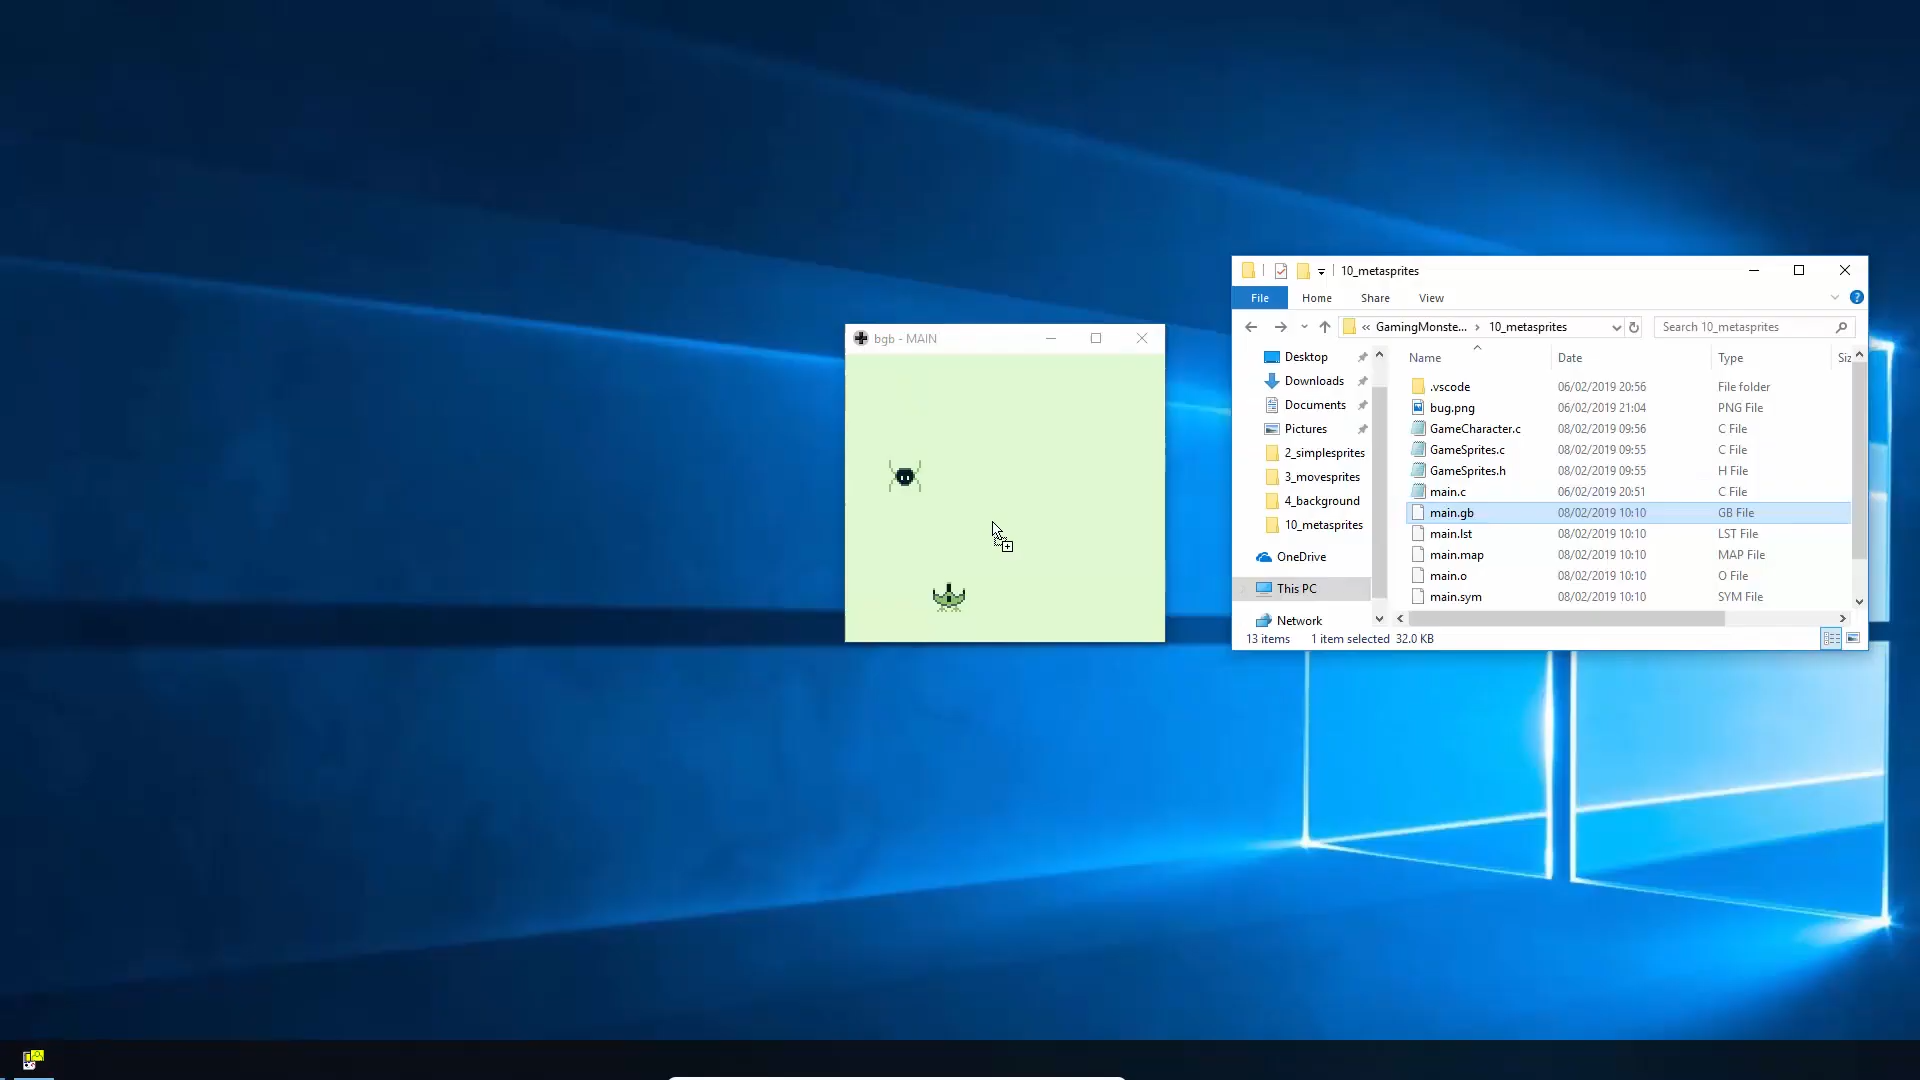 bgb - MAIN
10_metasprites
File Home Share View
« GamingMonste... › 10_metasprites
Search 10_metasprites
Name Date Type Siz
Desktop
Downloads
Documents
Pictures
2_simplesprites
3_movesprites
4_background
10_metasprites
OneDrive
This PC
Network
.vscode 06/02/2019 20:56 File folder
bug.png 06/02/2019 21:04 PNG File
GameCharacter.c 08/02/2019 09:56 C File
GameSprites.c 08/02/2019 09:55 C File
GameSprites.h 08/02/2019 09:55 H File
main.c 06/02/2019 20:51 C File
main.gb 08/02/2019 10:10 GB File
main.lst 08/02/2019 10:10 LST File
main.map 08/02/2019 10:10 MAP File
main.o 08/02/2019 10:10 O File
main.sym 08/02/2019 10:10 SYM File
13 items 1 item selected 32.0 KB